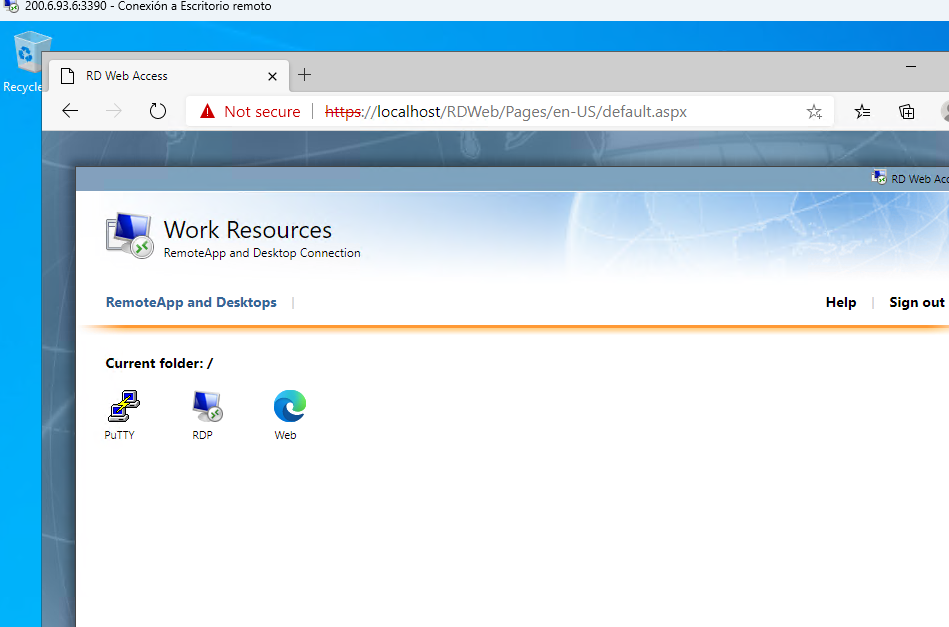 200.6.93.6:3390 - Conexión a Escritorio remoto
RD Web Access
Not secure | https://localhost/RDWeb/Pages/en-US/default.aspx
RD Web Acc
Recycle
Work Resources
RemoteApp and Desktop Connection
RemoteApp and Desktops | Help | Sign out
Current folder: /
PuTTY RDP Web